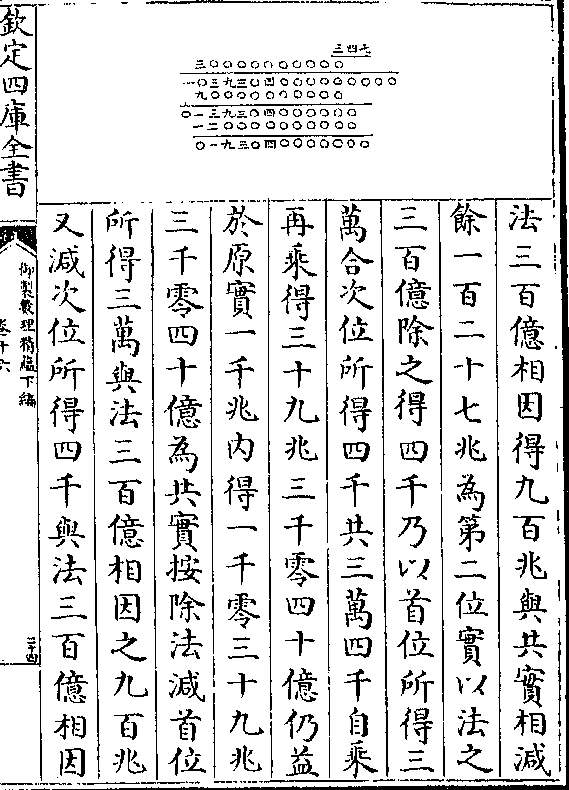 三四七
三〇〇〇〇〇〇〇〇〇〇
一〇三九三〇四〇〇〇〇〇〇〇〇〇
九〇〇〇〇〇〇〇〇〇〇
〇一三九三〇四〇〇〇〇〇〇
一二〇〇〇〇〇〇〇〇〇〇
〇一九三〇四〇〇〇〇〇〇〇
法三百億相因得九百兆與共實相減
餘一百二十七兆為第二位實以法之
三百億除之得四千乃以首位所得三
萬合次位所得四千共三萬四千自乘
再乘得三十九兆三千零四十億仍益
於原實一千兆内得一千零三十九兆
三千零四十億為共實按除法減首位
所得三萬與法三百億相因之九百兆
又減次位所得四千與法三百億相因
欽定四庫全書
御製數理精蘊下編
卷十六
三十四